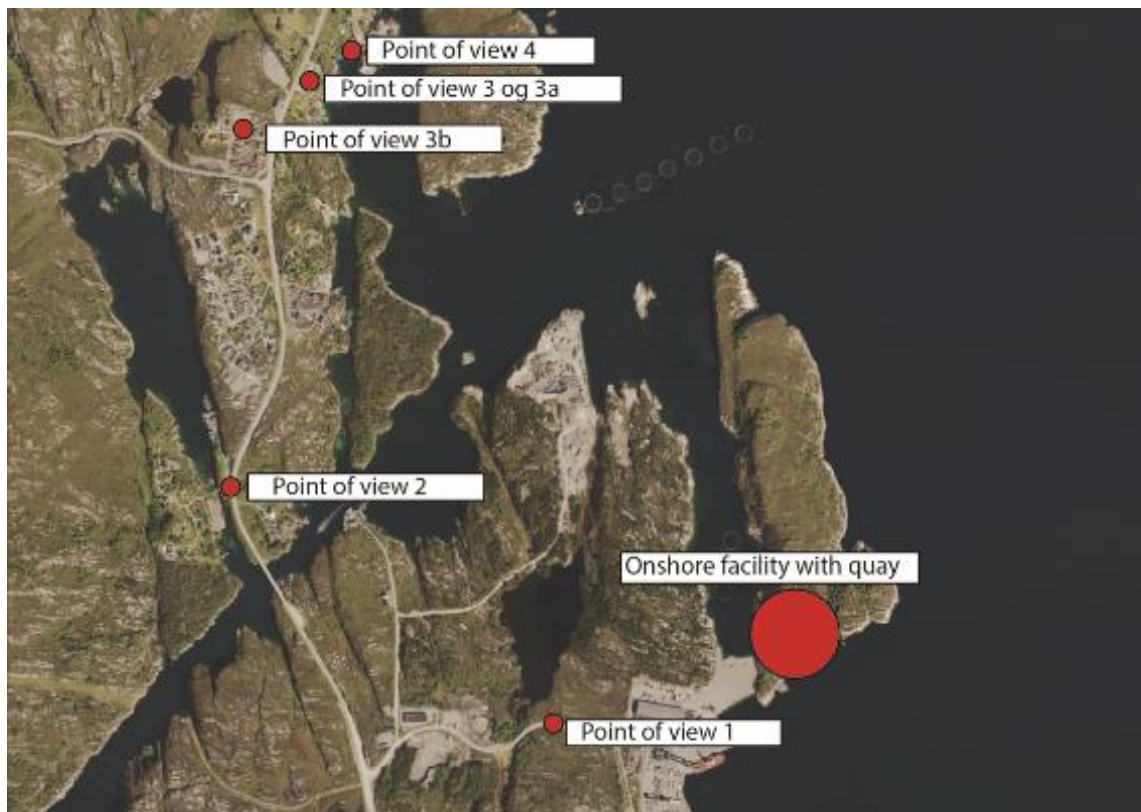 Point of view 4
Point of view 3 og 3a
Point of view 3b
Point of view 2
Onshore facility with quay
Point of view 1